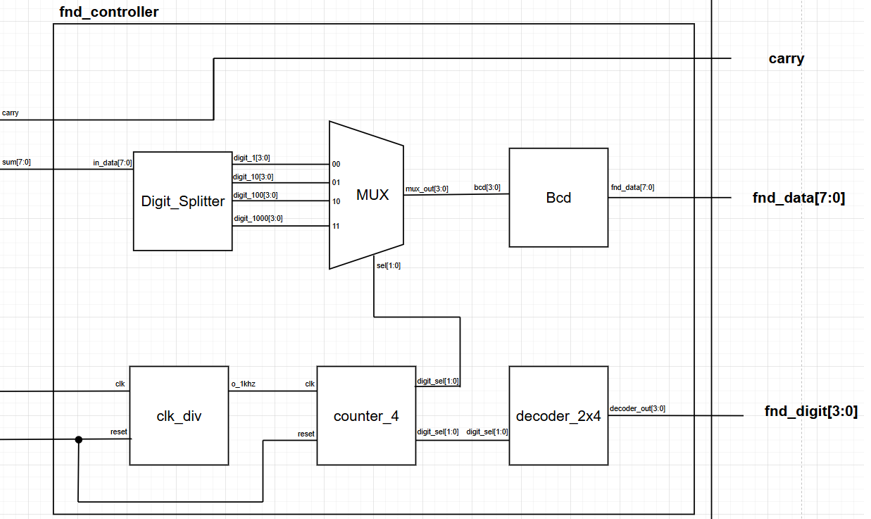 fnd_controller
carry
carry
sum[7:0]
in_data[7:0]
Digit_Splitter
digit_1[3:0]
digit_10[3:0]
digit_100[3:0]
digit_1000[3:0]
00
01
10
11
MUX
mux_out[3:0]
bcd[3:0]
Bcd
fnd_data[7:0]
fnd_data[7:0]
sel[1:0]
clk
reset
clk_div
o_1khz
clk
reset
counter_4
digit_sel[1:0]
digit_sel[1:0]
digit_sel[1:0]
decoder_2x4
decoder_out[3:0]
fnd_digit[3:0]